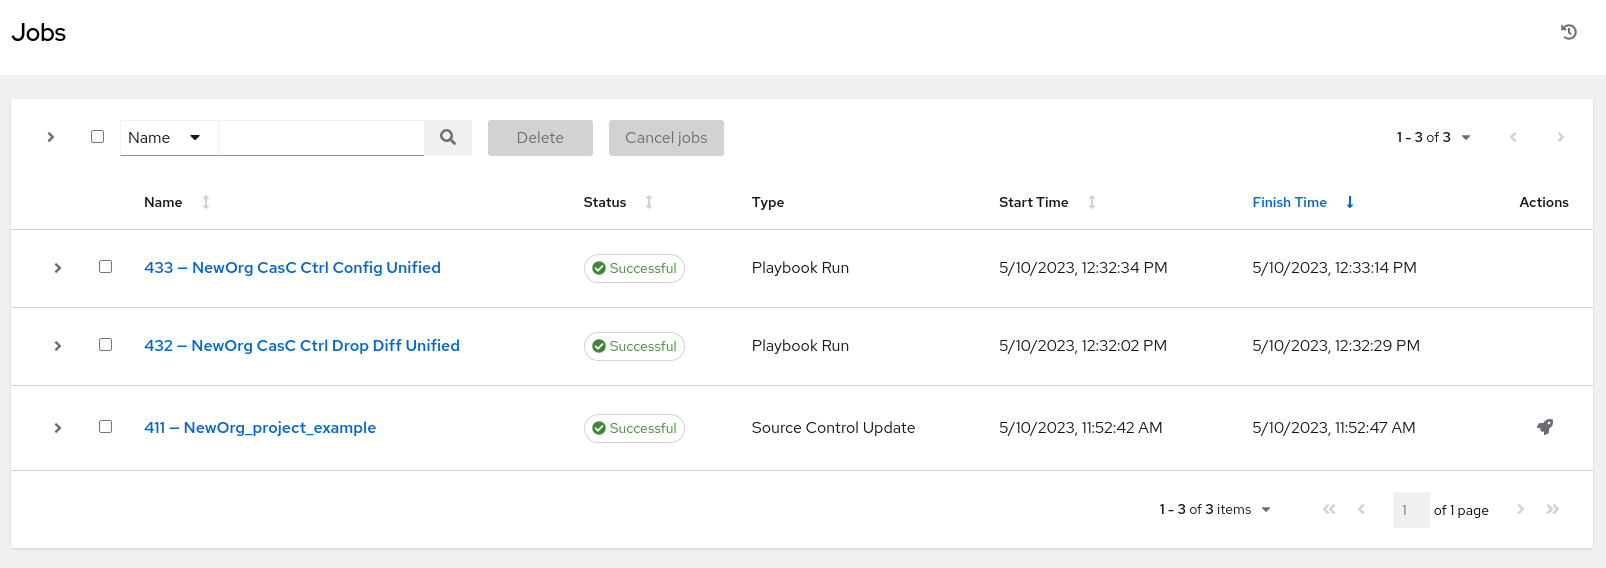 Jobs
Name Delete Cancel jobs 1 - 3 of 3
Name Status Type Start Time Finish Time Actions
433 — NewOrg CasC Ctrl Config Unified Successful Playbook Run 5/10/2023, 12:32:34 PM 5/10/2023, 12:33:14 PM
432 — NewOrg CasC Ctrl Drop Diff Unified Successful Playbook Run 5/10/2023, 12:32:02 PM 5/10/2023, 12:32:29 PM
411 — NewOrg_project_example Successful Source Control Update 5/10/2023, 11:52:42 AM 5/10/2023, 11:52:47 AM
1 - 3 of 3 items 1 of 1 page